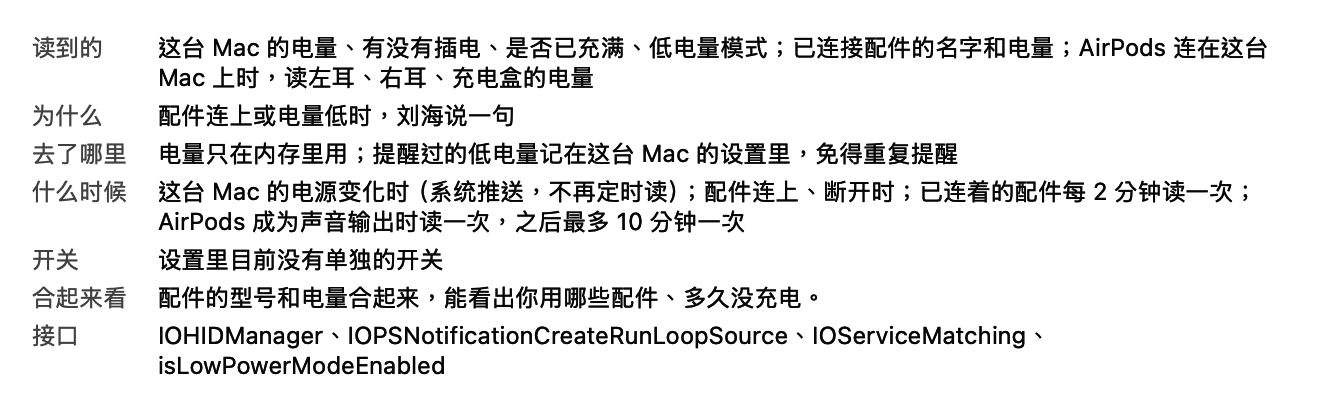 读到的 这台 Mac 的电量、有没有插电、是否已充满、低电量模式；已连接配件的名字和电量；AirPods 连在这台
Mac 上时，读左耳、右耳、充电盒的电量
为什么 配件连上或电量低时，刘海说一句
去了哪里 电量只在内存里用；提醒过的低电量记在这台 Mac 的设置里，免得重复提醒
什么时候 这台 Mac 的电源变化时（系统推送，不再定时读）；配件连上、断开时；已连着的配件每 2 分钟读一次；
AirPods 成为声音输出时读一次，之后最多 10 分钟一次
开关 设置里目前没有单独的开关
合起来看 配件的型号和电量合起来，能看出你用哪些配件、多久没充电。
接口 IOHIDManager、IOPSNotificationCreateRunLoopSource、IOServiceMatching、
isLowPowerModeEnabled